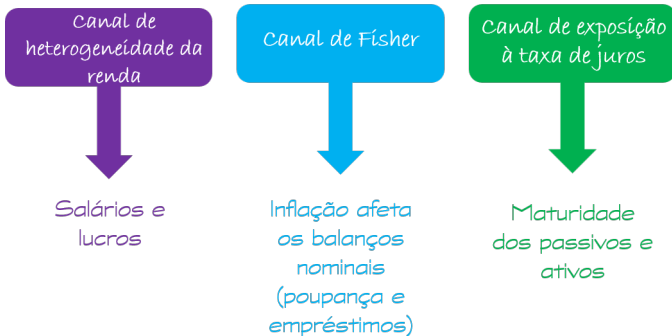 Canal de
heterogeneidade da
renda
Canal de Fisher
Canal de exposição
à taxa de juros
Salários e
lucros
Inflação afeta
os balanços
nominais
(poupança e
empréstimos)
Maturidade
dos passivos e
ativos